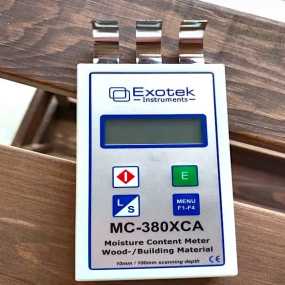 Exotek
Instruments
I
E
L/S
MENU
F1-F4
MC-380XCA
Moisture Content Meter
Wood-/Building Material
10mm / 100mm scanning depth
CE